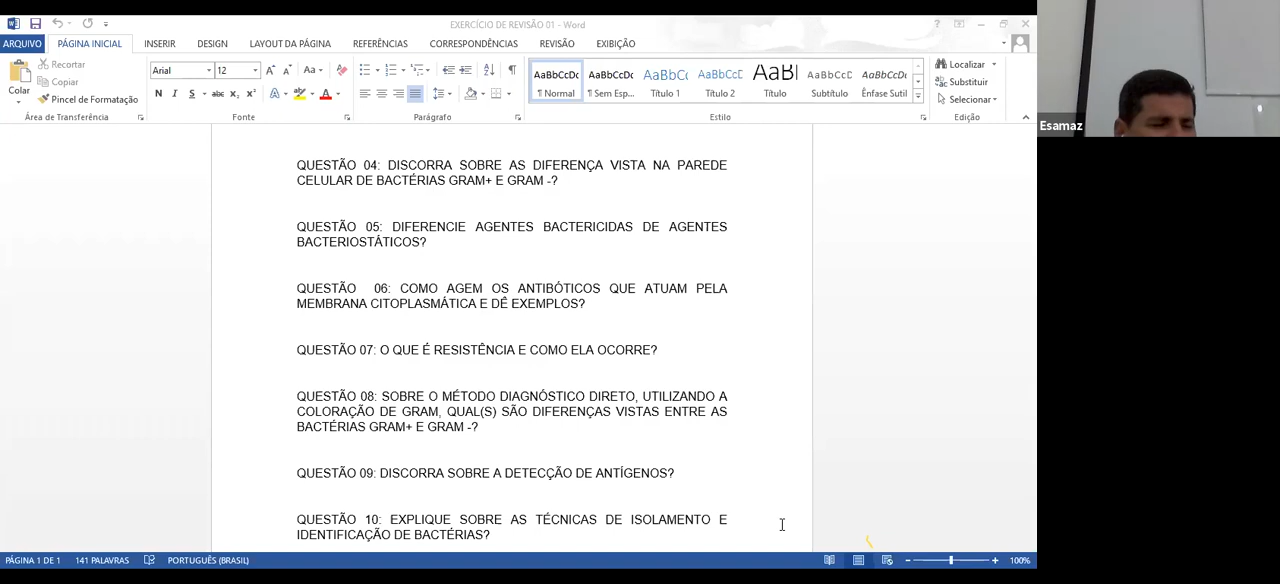 EXERCÍCIO DE REVISÃO 01 - Word
?
ARQUIVO PÁGINA INICIAL INSERIR DESIGN LAYOUT DA PÁGINA REFERÊNCIAS CORRESPONDÊNCIAS REVISÃO EXIBIÇÃO
Colar
Recortar
Copiar
Pincel de Formatação
Área de Transferência
Arial 12
N I S abc x₂ x²
Fonte
Parágrafo
AaBbCcDc AaBbCcDc AaBbC( AaBbCcD AaBl AaBbCcD AaBbCcDc
¶ Normal ¶ Sem Esp... Título 1 Título 2 Título Subtítulo Ênfase Sutil
Estilo
Localizar
Substituir
Selecionar
Edição
Esamaz
QUESTÃO 04: DISCORRA SOBRE AS DIFERENÇA VISTA NA PAREDE
CELULAR DE BACTÉRIAS GRAM+ E GRAM -?
QUESTÃO 05: DIFERENCIE AGENTES BACTERICIDAS DE AGENTES
BACTERIOSTÁTICOS?
QUESTÃO 06: COMO AGEM OS ANTIBÓTICOS QUE ATUAM PELA
MEMBRANA CITOPLASMÁTICA E DÊ EXEMPLOS?
QUESTÃO 07: O QUE É RESISTÊNCIA E COMO ELA OCORRE?
QUESTÃO 08: SOBRE O MÉTODO DIAGNÓSTICO DIRETO, UTILIZANDO A
COLORAÇÃO DE GRAM, QUAL(S) SÃO DIFERENÇAS VISTAS ENTRE AS
BACTÉRIAS GRAM+ E GRAM -?
QUESTÃO 09: DISCORRA SOBRE A DETECÇÃO DE ANTÍGENOS?
QUESTÃO 10: EXPLIQUE SOBRE AS TÉCNICAS DE ISOLAMENTO E
IDENTIFICAÇÃO DE BACTÉRIAS?
PÁGINA 1 DE 1 141 PALAVRAS PORTUGUÊS (BRASIL) 100%